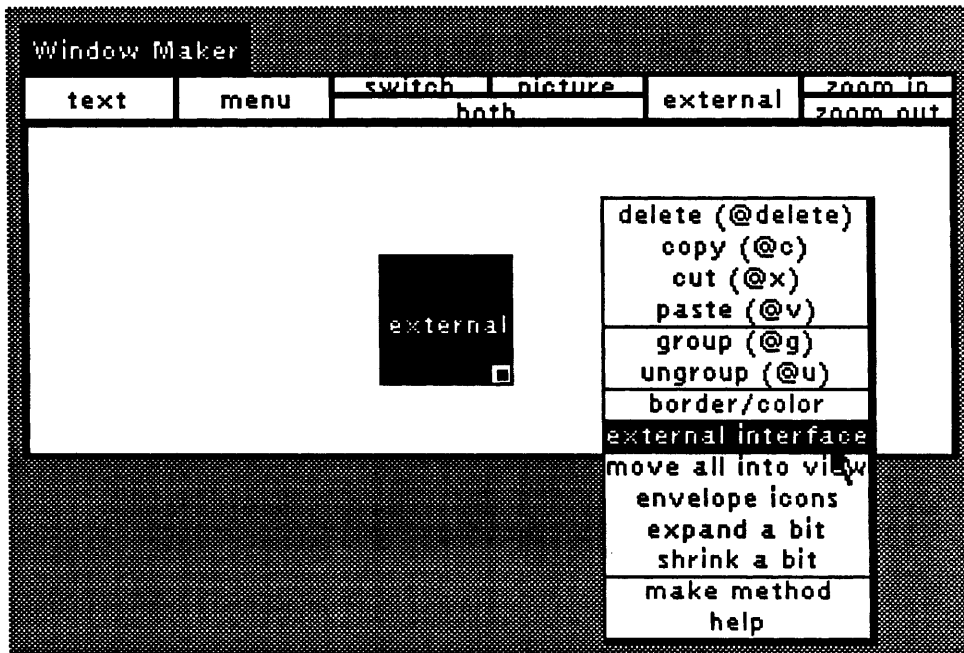 Window Maker
text menu switch picture external zoom in
both zoom out
delete (@delete)
copy (@c)
cut (@x)
external paste (@v)
group (@g)
ungroup (@u)
border/color
external interface
move all into view
envelope icons
expand a bit
shrink a bit
make method
help